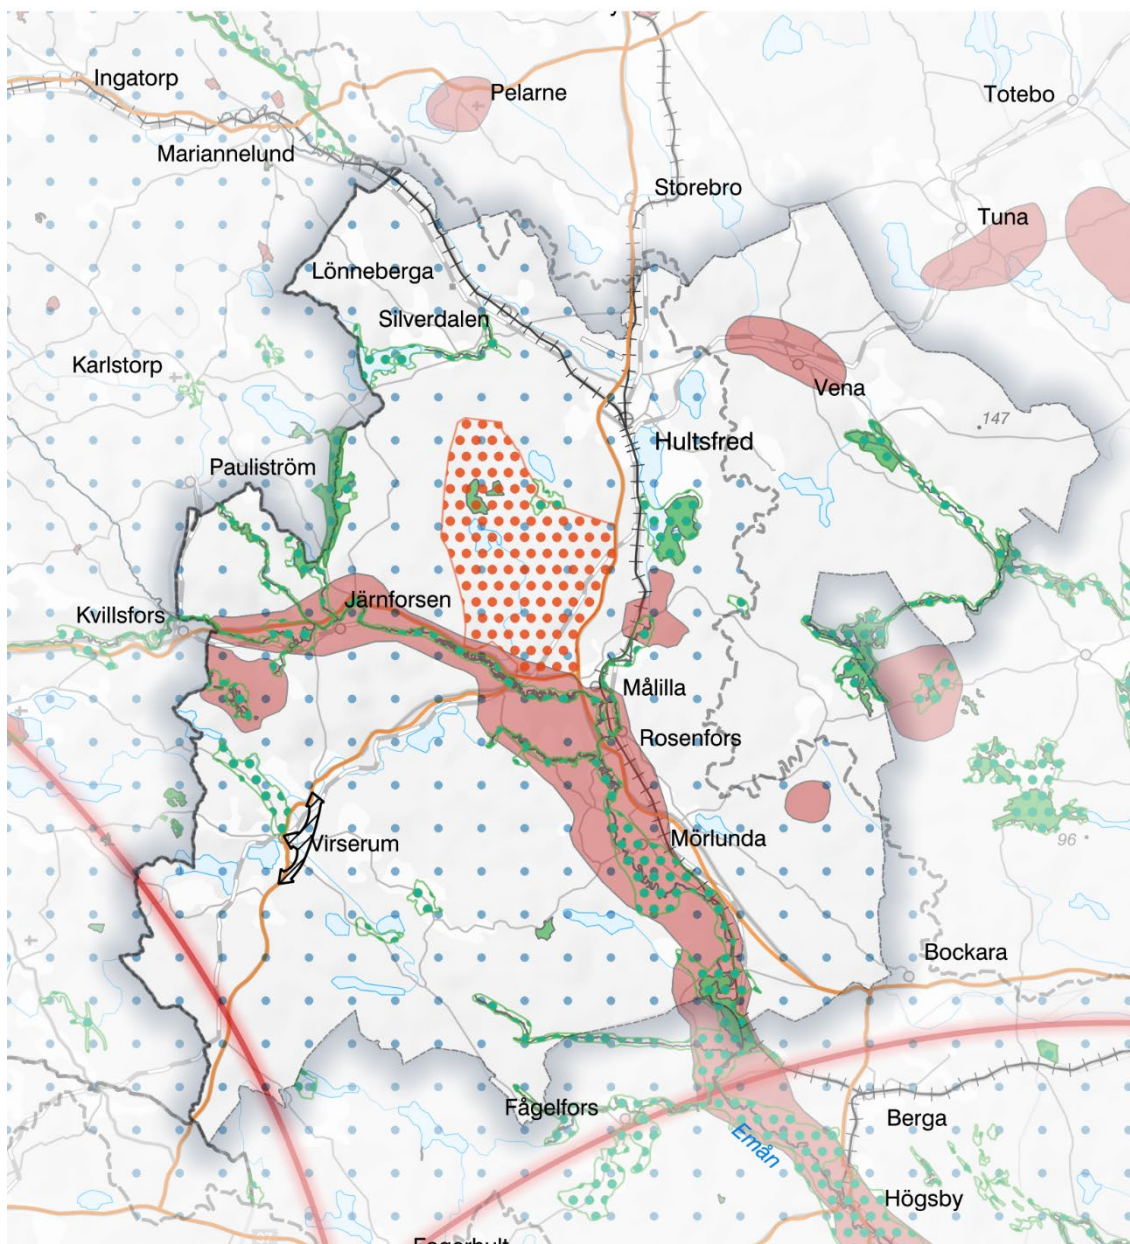 Ingatorp
Pelarne
Totebo
Mariannelund
Storebro
Tuna
Lönneberga
Silverdalen
Karlstorp
Vena
147
Hultsfred
Pauliström
Järnforsen
Kvillsfors
Målilla
Rosenfors
Mörlunda
96
Virserum
Bockara
Fågelfors
Berga
Emån
Högsby